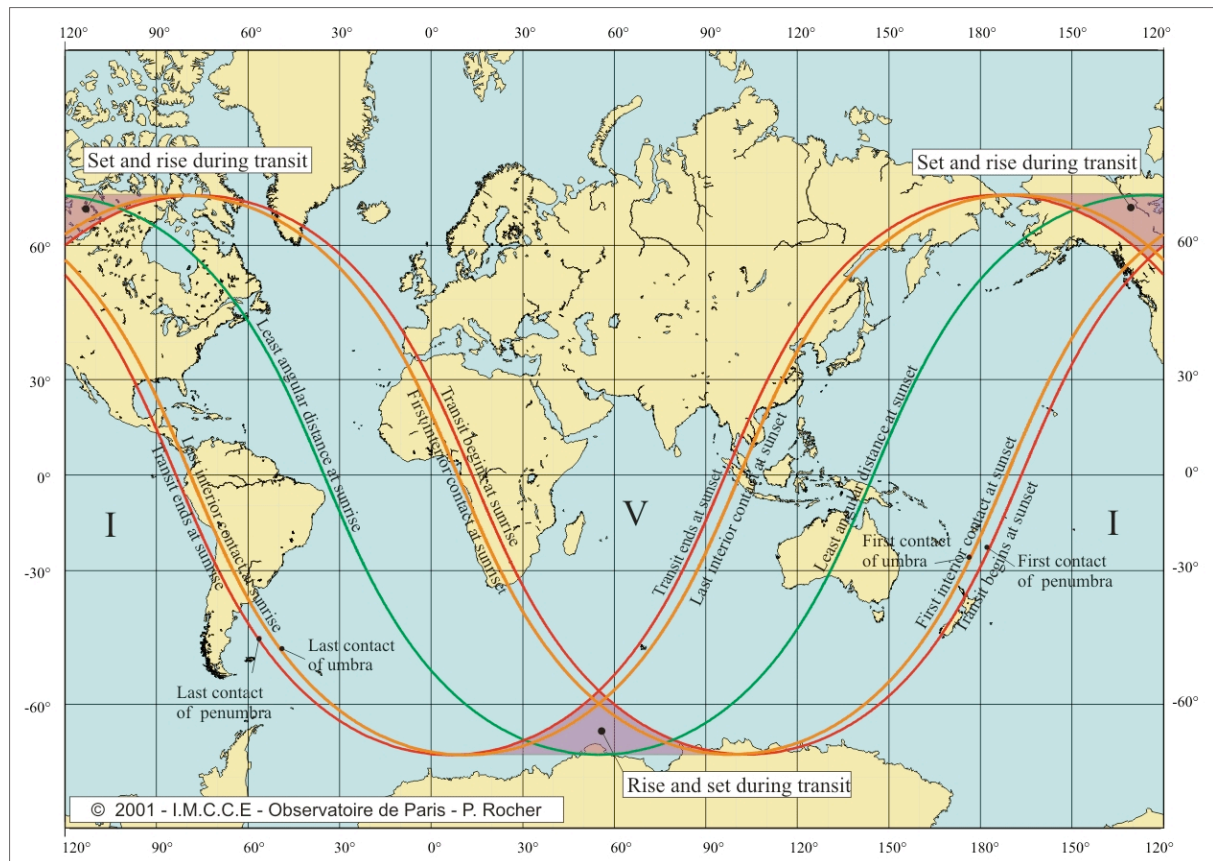 120° 90° 60° 30° 0° 30° 60° 90° 120° 150° 180° 150° 120°
Set and rise during transit
Set and rise during transit
60°
60°
Least angular distance at sunrise
30°
30°
Transit begins at sunrise
First interior contact at sunrise
Transit ends at sunset
Last interior contact at sunset
Least angular distance at sunset
First interior contact at sunset
Transit begins at sunset
Last interior contact at sunrise
Transit ends at sunrise
0°
0°
I
V
I
First contact
of umbra
First contact
of penumbra
-30°
-30°
Last contact
of umbra
Last contact
of penumbra
-60°
-60°
Rise and set during transit
© 2001 - I.M.C.C.E - Observatoire de Paris - P. Rocher
120° 90° 60° 30° 0° 30° 60° 90° 120° 150° 180° 150° 120°